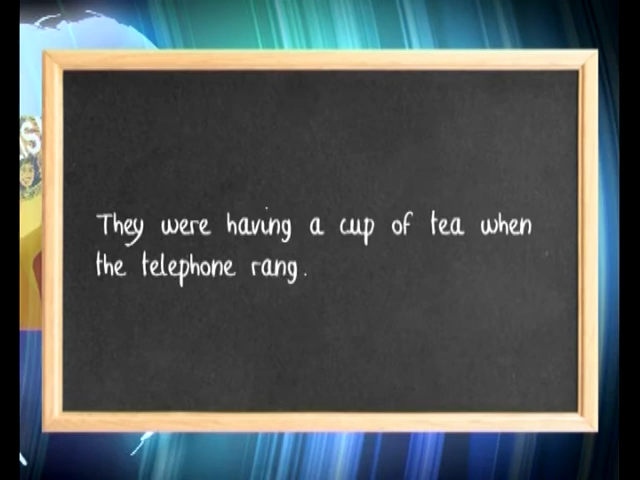 They were having a cup of tea when
the telephone rang.